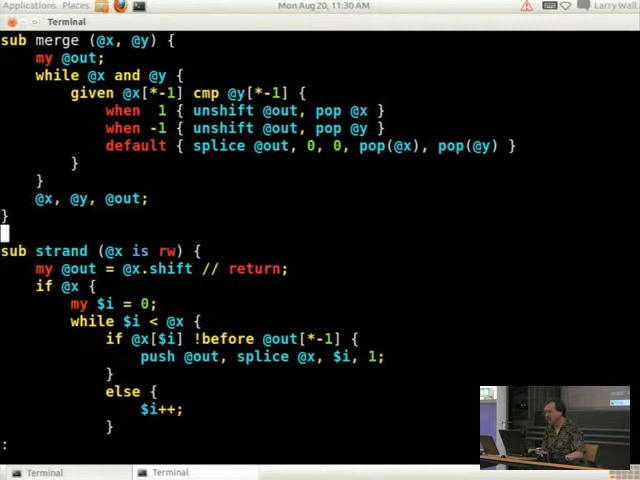 Applications Places Mon Aug 20, 11:30 AM Larry Wall
Terminal
sub merge (@x, @y) {
    my @out;
    while @x and @y {
        given @x[*-1] cmp @y[*-1] {
            when  1 { unshift @out, pop @x }
            when -1 { unshift @out, pop @y }
            default { splice @out, 0, 0, pop(@x), pop(@y) }
        }
    }
    @x, @y, @out;
}
sub strand (@x is rw) {
    my @out = @x.shift // return;
    if @x {
        my $i = 0;
        while $i < @x {
            if @x[$i] !before @out[*-1] {
                push @out, splice @x, $i, 1;
            }
            else {
                $i++;
            }
:
Terminal Terminal